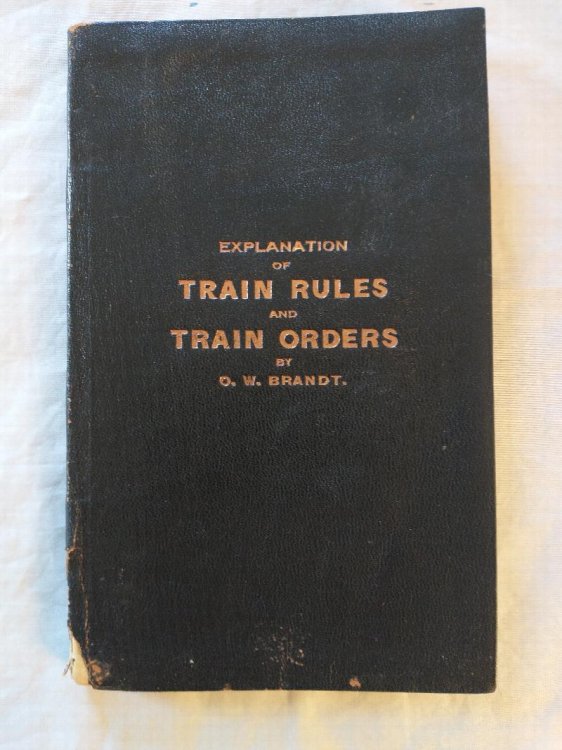 EXPLANATION
OF
TRAIN RULES
AND
TRAIN ORDERS
BY
O. W. BRANDT.